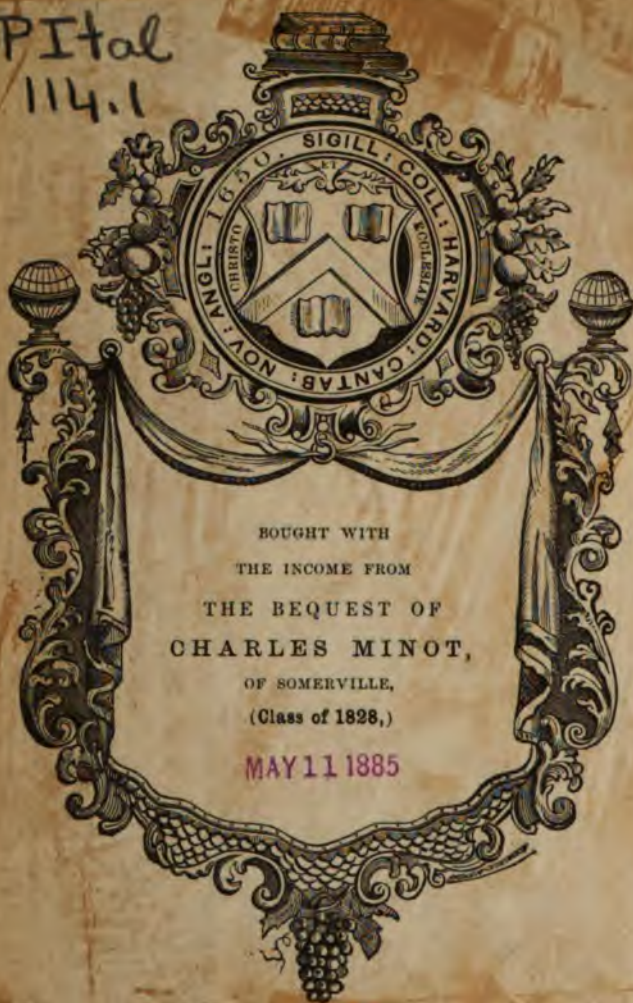 PItal
114.1
SIGILL: COLL: HARVARD: CANTAB: NOV: ANGL: 1650.
ET
CHRISTO
ECCLESIAE
BOUGHT WITH
THE INCOME FROM
THE BEQUEST OF
CHARLES MINOT,
OF SOMERVILLE,
(Class of 1828,)
MAY 11 1885